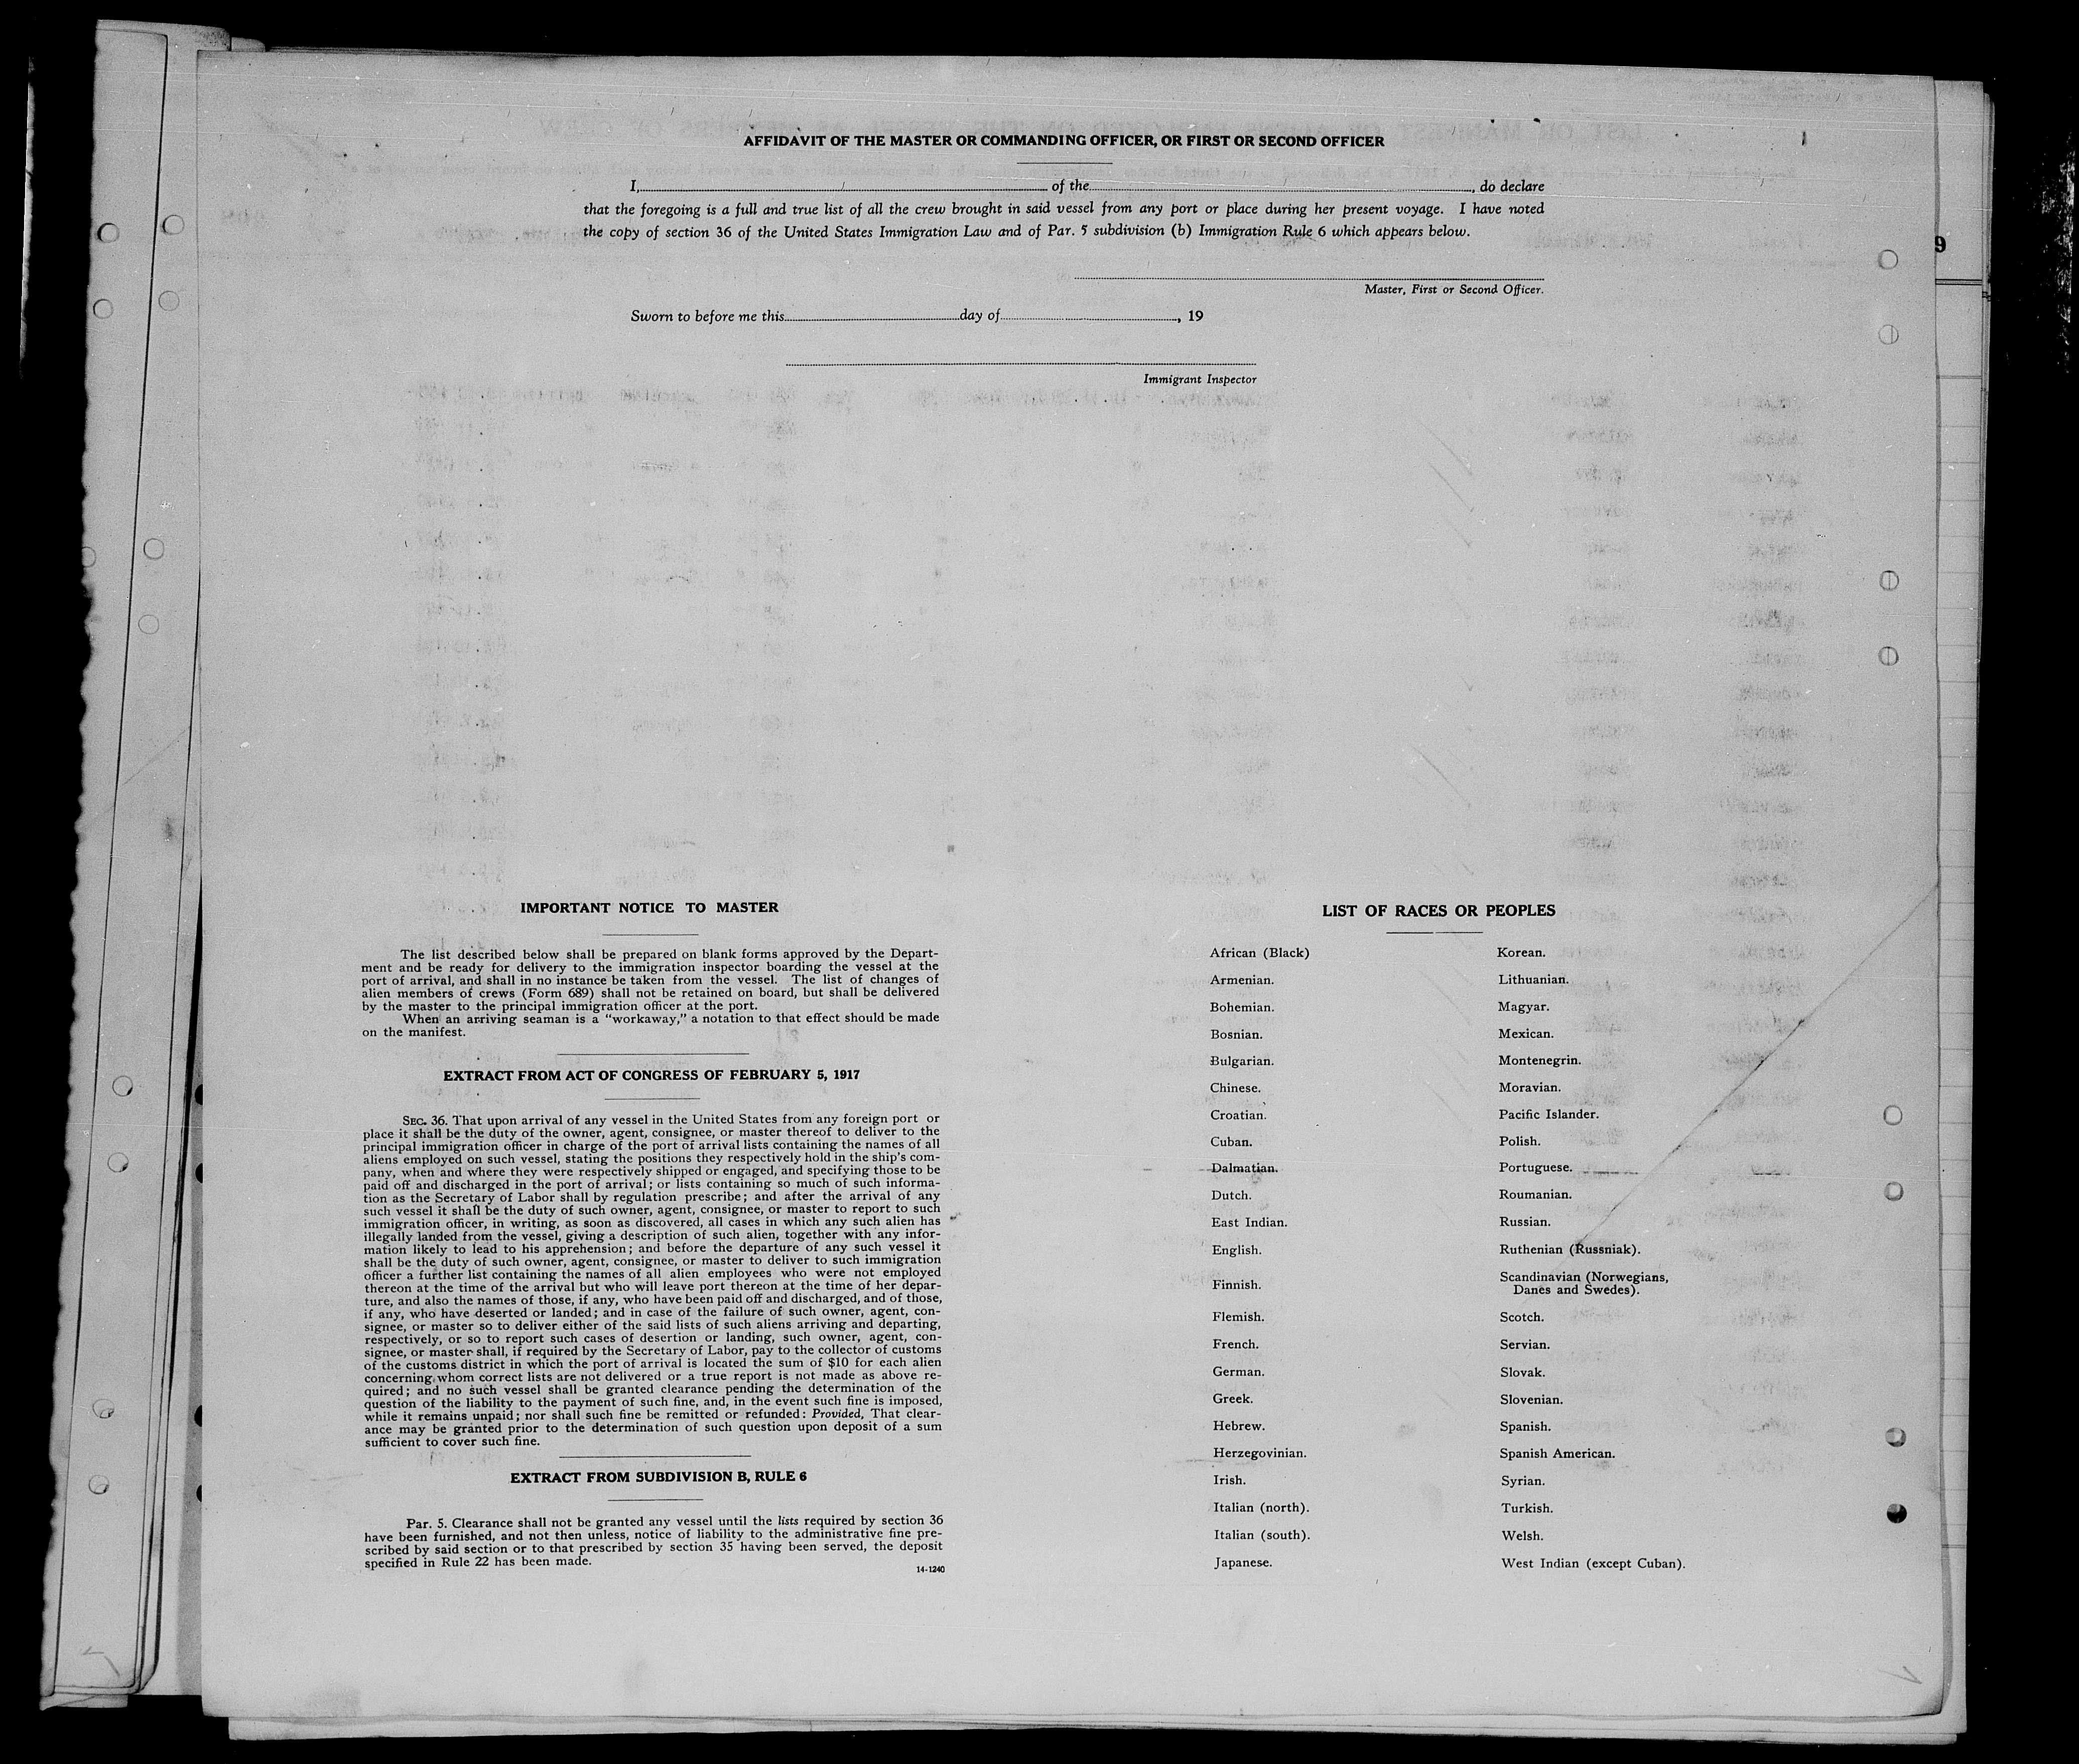 AFFIDAVIT OF THE MASTER OR COMMANDING OFFICER, OR FIRST OR SECOND OFFICER
I, of the , do declare
that the foregoing is a full and true list of all the crew brought in said vessel from any port or place during her present voyage. I have noted
the copy of section 36 of the United States Immigration Law and of Par. 5 subdivision (b) Immigration Rule 6 which appears below.
Master, First or Second Officer.
Sworn to before me this day of , 19
Immigrant Inspector
9
IMPORTANT NOTICE TO MASTER
The list described below shall be prepared on blank forms approved by the Depart-
ment and be ready for delivery to the immigration inspector boarding the vessel at the
port of arrival, and shall in no instance be taken from the vessel. The list of changes of
alien members of crews (Form 689) shall not be retained on board, but shall be delivered
by the master to the principal immigration officer at the port.
When an arriving seaman is a "workaway," a notation to that effect should be made
on the manifest.
EXTRACT FROM ACT OF CONGRESS OF FEBRUARY 5, 1917
SEC. 36. That upon arrival of any vessel in the United States from any foreign port or
place it shall be the duty of the owner, agent, consignee, or master thereof to deliver to the
principal immigration officer in charge of the port of arrival lists containing the names of all
aliens employed on such vessel, stating the positions they respectively hold in the ship's com-
pany, when and where they were respectively shipped or engaged, and specifying those to be
paid off and discharged in the port of arrival; or lists containing so much of such informa-
tion as the Secretary of Labor shall by regulation prescribe; and after the arrival of any
such vessel it shall be the duty of such owner, agent, consignee, or master to report to such
immigration officer, in writing, as soon as discovered, all cases in which any such alien has
illegally landed from the vessel, giving a description of such alien, together with any infor-
mation likely to lead to his apprehension; and before the departure of any such vessel it
shall be the duty of such owner, agent, consignee, or master to deliver to such immigration
officer a further list containing the names of all alien employees who were not employed
thereon at the time of the arrival but who will leave port thereon at the time of her depar-
ture, and also the names of those, if any, who have been paid off and discharged, and of those,
if any, who have deserted or landed; and in case of the failure of such owner, agent, con-
signee, or master so to deliver either of the said lists of such aliens arriving and departing,
respectively, or so to report such cases of desertion or landing, such owner, agent, con-
signee, or master shall, if required by the Secretary of Labor, pay to the collector of customs
of the customs district in which the port of arrival is located the sum of $10 for each alien
concerning whom correct lists are not delivered or a true report is not made as above re-
quired; and no such vessel shall be granted clearance pending the determination of the
question of the liability to the payment of such fine, and, in the event such fine is imposed,
while it remains unpaid; nor shall such fine be remitted or refunded: Provided, That clear-
ance may be granted prior to the determination of such question upon deposit of a sum
sufficient to cover such fine.
EXTRACT FROM SUBDIVISION B, RULE 6
Par. 5. Clearance shall not be granted any vessel until the lists required by section 36
have been furnished, and not then unless, notice of liability to the administrative fine pre-
scribed by said section or to that prescribed by section 35 having been served, the deposit
specified in Rule 22 has been made.
14-1240
LIST OF RACES OR PEOPLES
African (Black)
Armenian.
Bohemian.
Bosnian.
Bulgarian.
Chinese.
Croatian.
Cuban.
Dalmatian.
Dutch.
East Indian.
English.
Finnish.
Flemish.
French.
German.
Greek.
Hebrew.
Herzegovinian.
Irish.
Italian (north).
Italian (south).
Japanese.
Korean.
Lithuanian.
Magyar.
Mexican.
Montenegrin.
Moravian.
Pacific Islander.
Polish.
Portuguese.
Roumanian.
Russian.
Ruthenian (Russniak).
Scandinavian (Norwegians,
Danes and Swedes).
Scotch.
Servian.
Slovak.
Slovenian.
Spanish.
Spanish American.
Syrian.
Turkish.
Welsh.
West Indian (except Cuban).